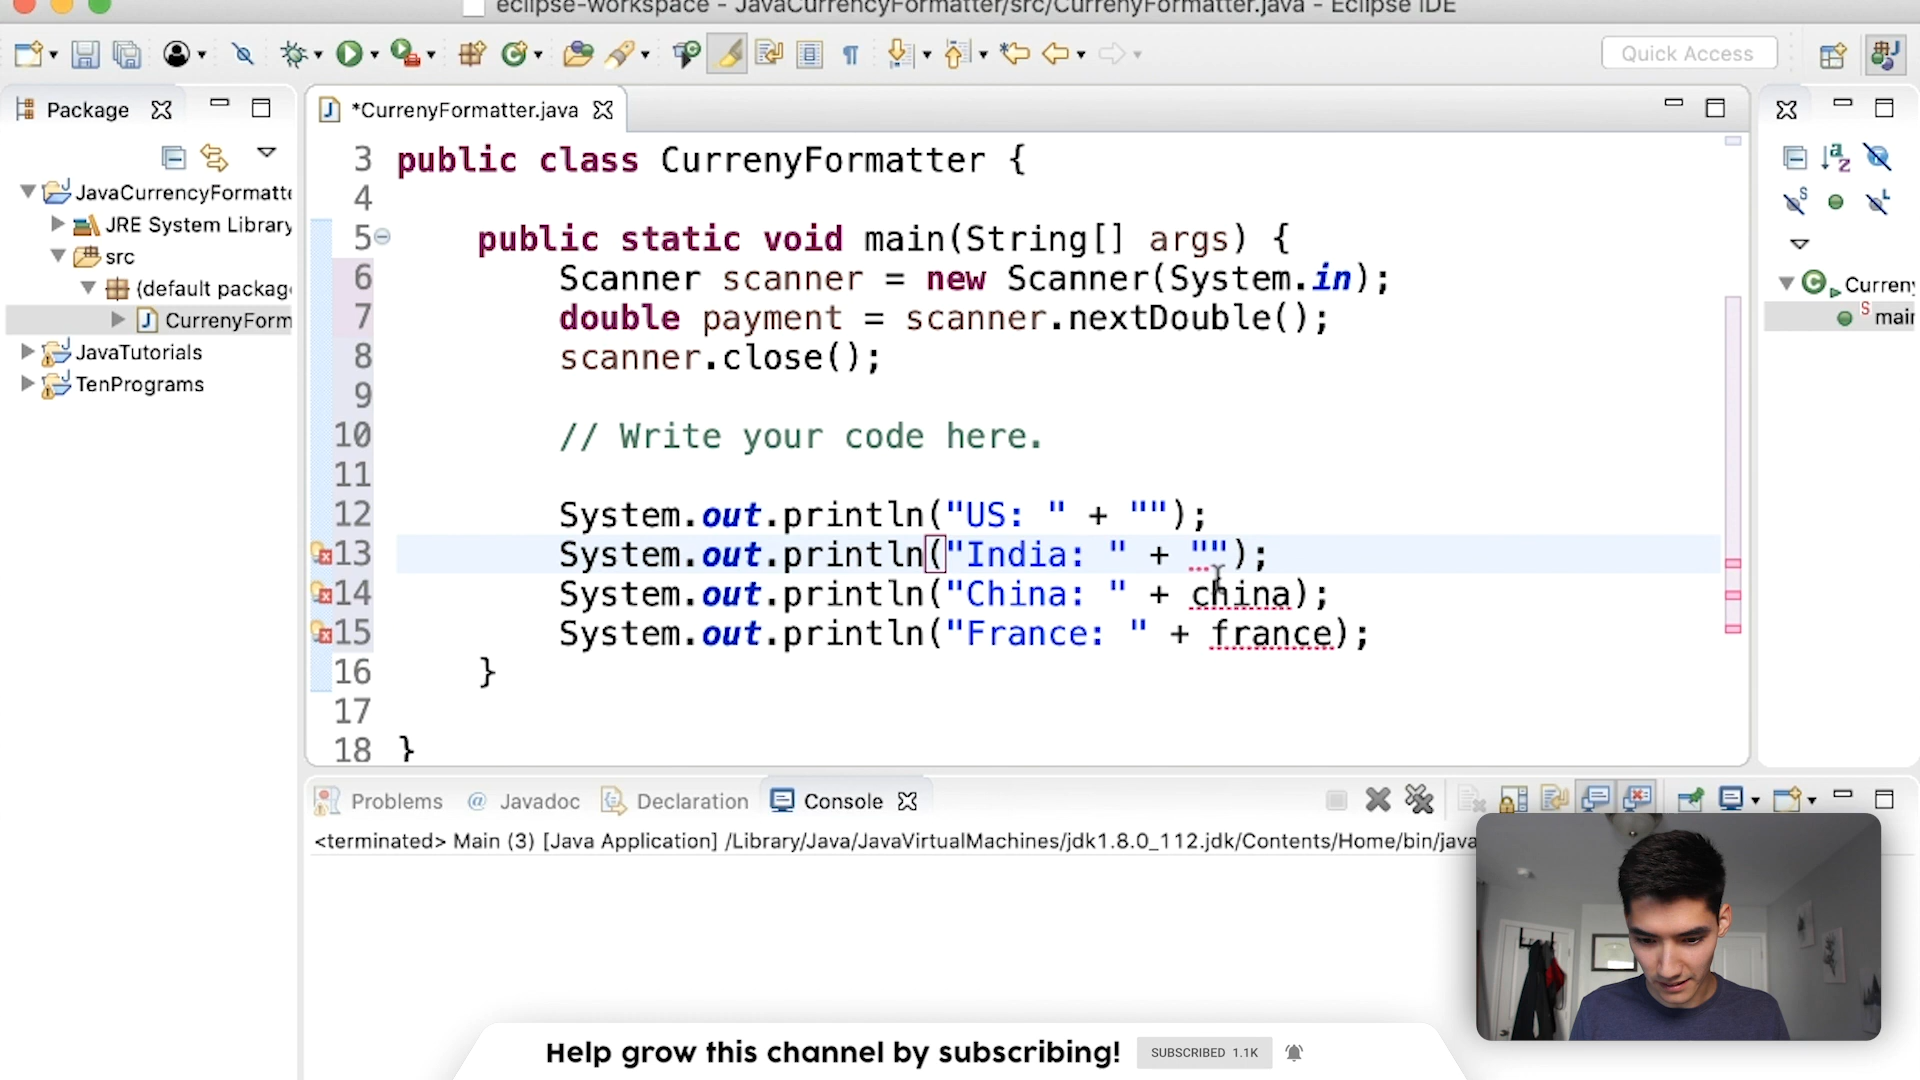 eclipse-workspace - JavaCurrencyFormatter/src/CurrenyFormatter.java - Eclipse IDE
Quick Access
Package
*CurrenyFormatter.java
JavaCurrencyFormatte
JRE System Library
src
(default packag
CurrenyForm
JavaTutorials
TenPrograms
3 public class CurrenyFormatter {
4
5 public static void main(String[] args) {
6 Scanner scanner = new Scanner(System.in);
7 double payment = scanner.nextDouble();
8 scanner.close();
9
10 // Write your code here.
11
12 System.out.println("US: " + "");
13 System.out.println("India: " + "");
14 System.out.println("China: " + china);
15 System.out.println("France: " + france);
16 }
17
18 }
Curren
main
Problems @ Javadoc Declaration Console
<terminated> Main (3) [Java Application] /Library/Java/JavaVirtualMachines/jdk1.8.0_112.jdk/Contents/Home/bin/java
Help grow this channel by subscribing! SUBSCRIBED 1.1K